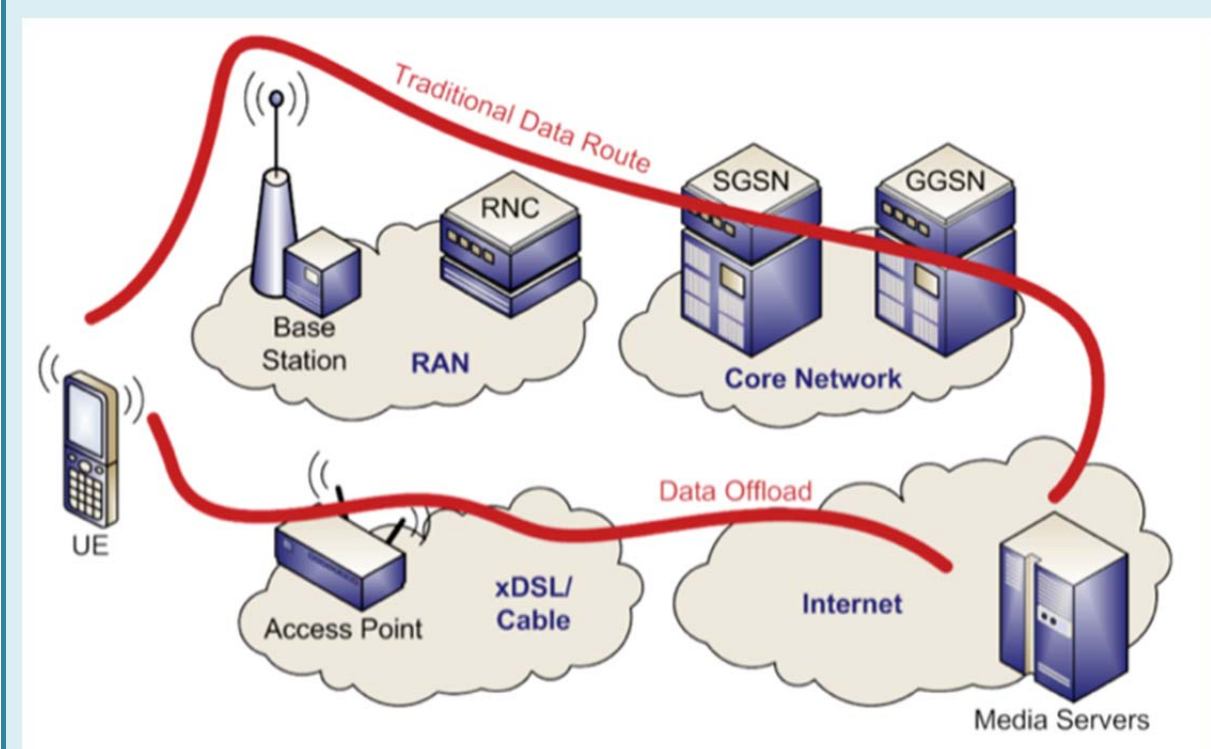 Traditional Data Route
SGSN
GGSN
RNC
Base
Station
RAN
Core Network
Data Offload
UE
xDSL/
Cable
Access Point
Internet
Media Servers